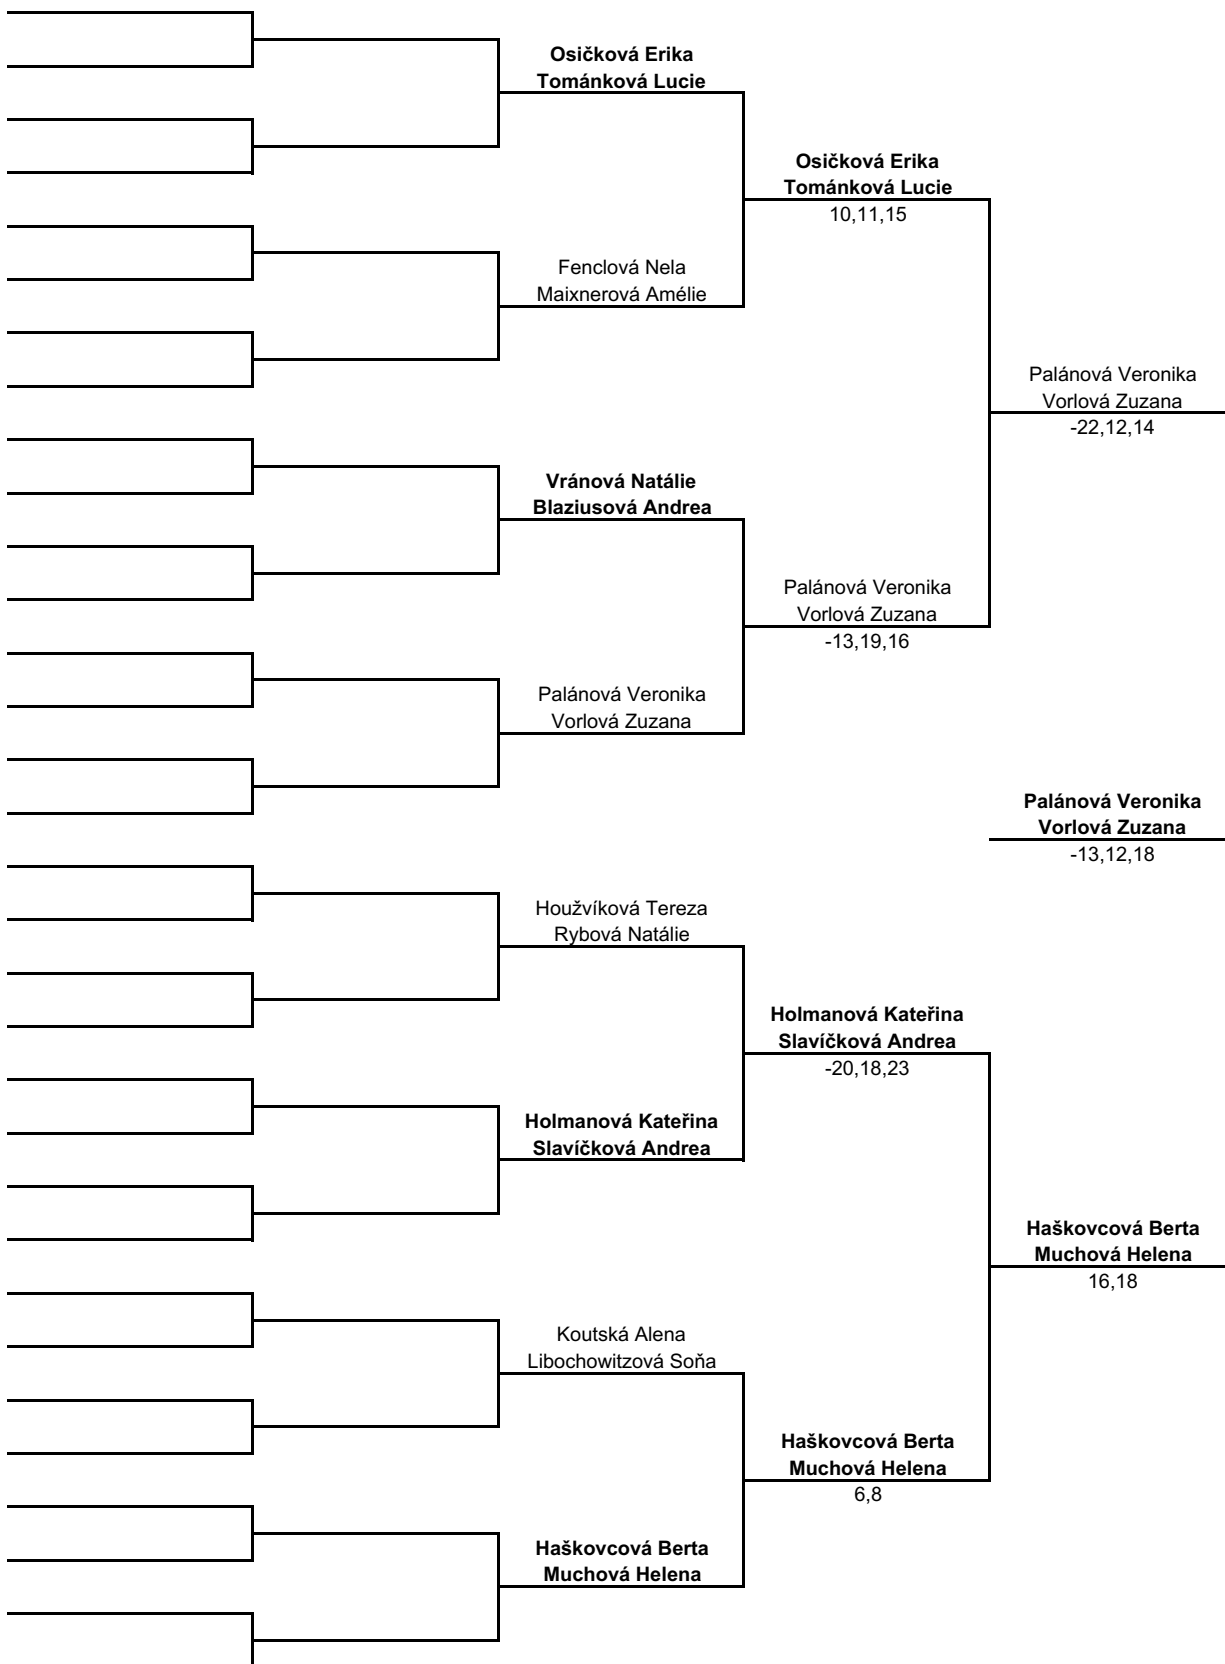 Osičková Erika
Tománková Lucie
Osičková Erika
Tománková Lucie
10,11,15
Fenclová Nela
Maixnerová Amélie
Palánová Veronika
Vorlová Zuzana
-22,12,14
Vránová Natálie
Blaziusová Andrea
Palánová Veronika
Vorlová Zuzana
-13,19,16
Palánová Veronika
Vorlová Zuzana
Palánová Veronika
Vorlová Zuzana
-13,12,18
Houžvíková Tereza
Rybová Natálie
Holmanová Kateřina
Slavíčková Andrea
-20,18,23
Holmanová Kateřina
Slavíčková Andrea
Haškovcová Berta
Muchová Helena
16,18
Koutská Alena
Libochowitzová Soňa
Haškovcová Berta
Muchová Helena
6,8
Haškovcová Berta
Muchová Helena